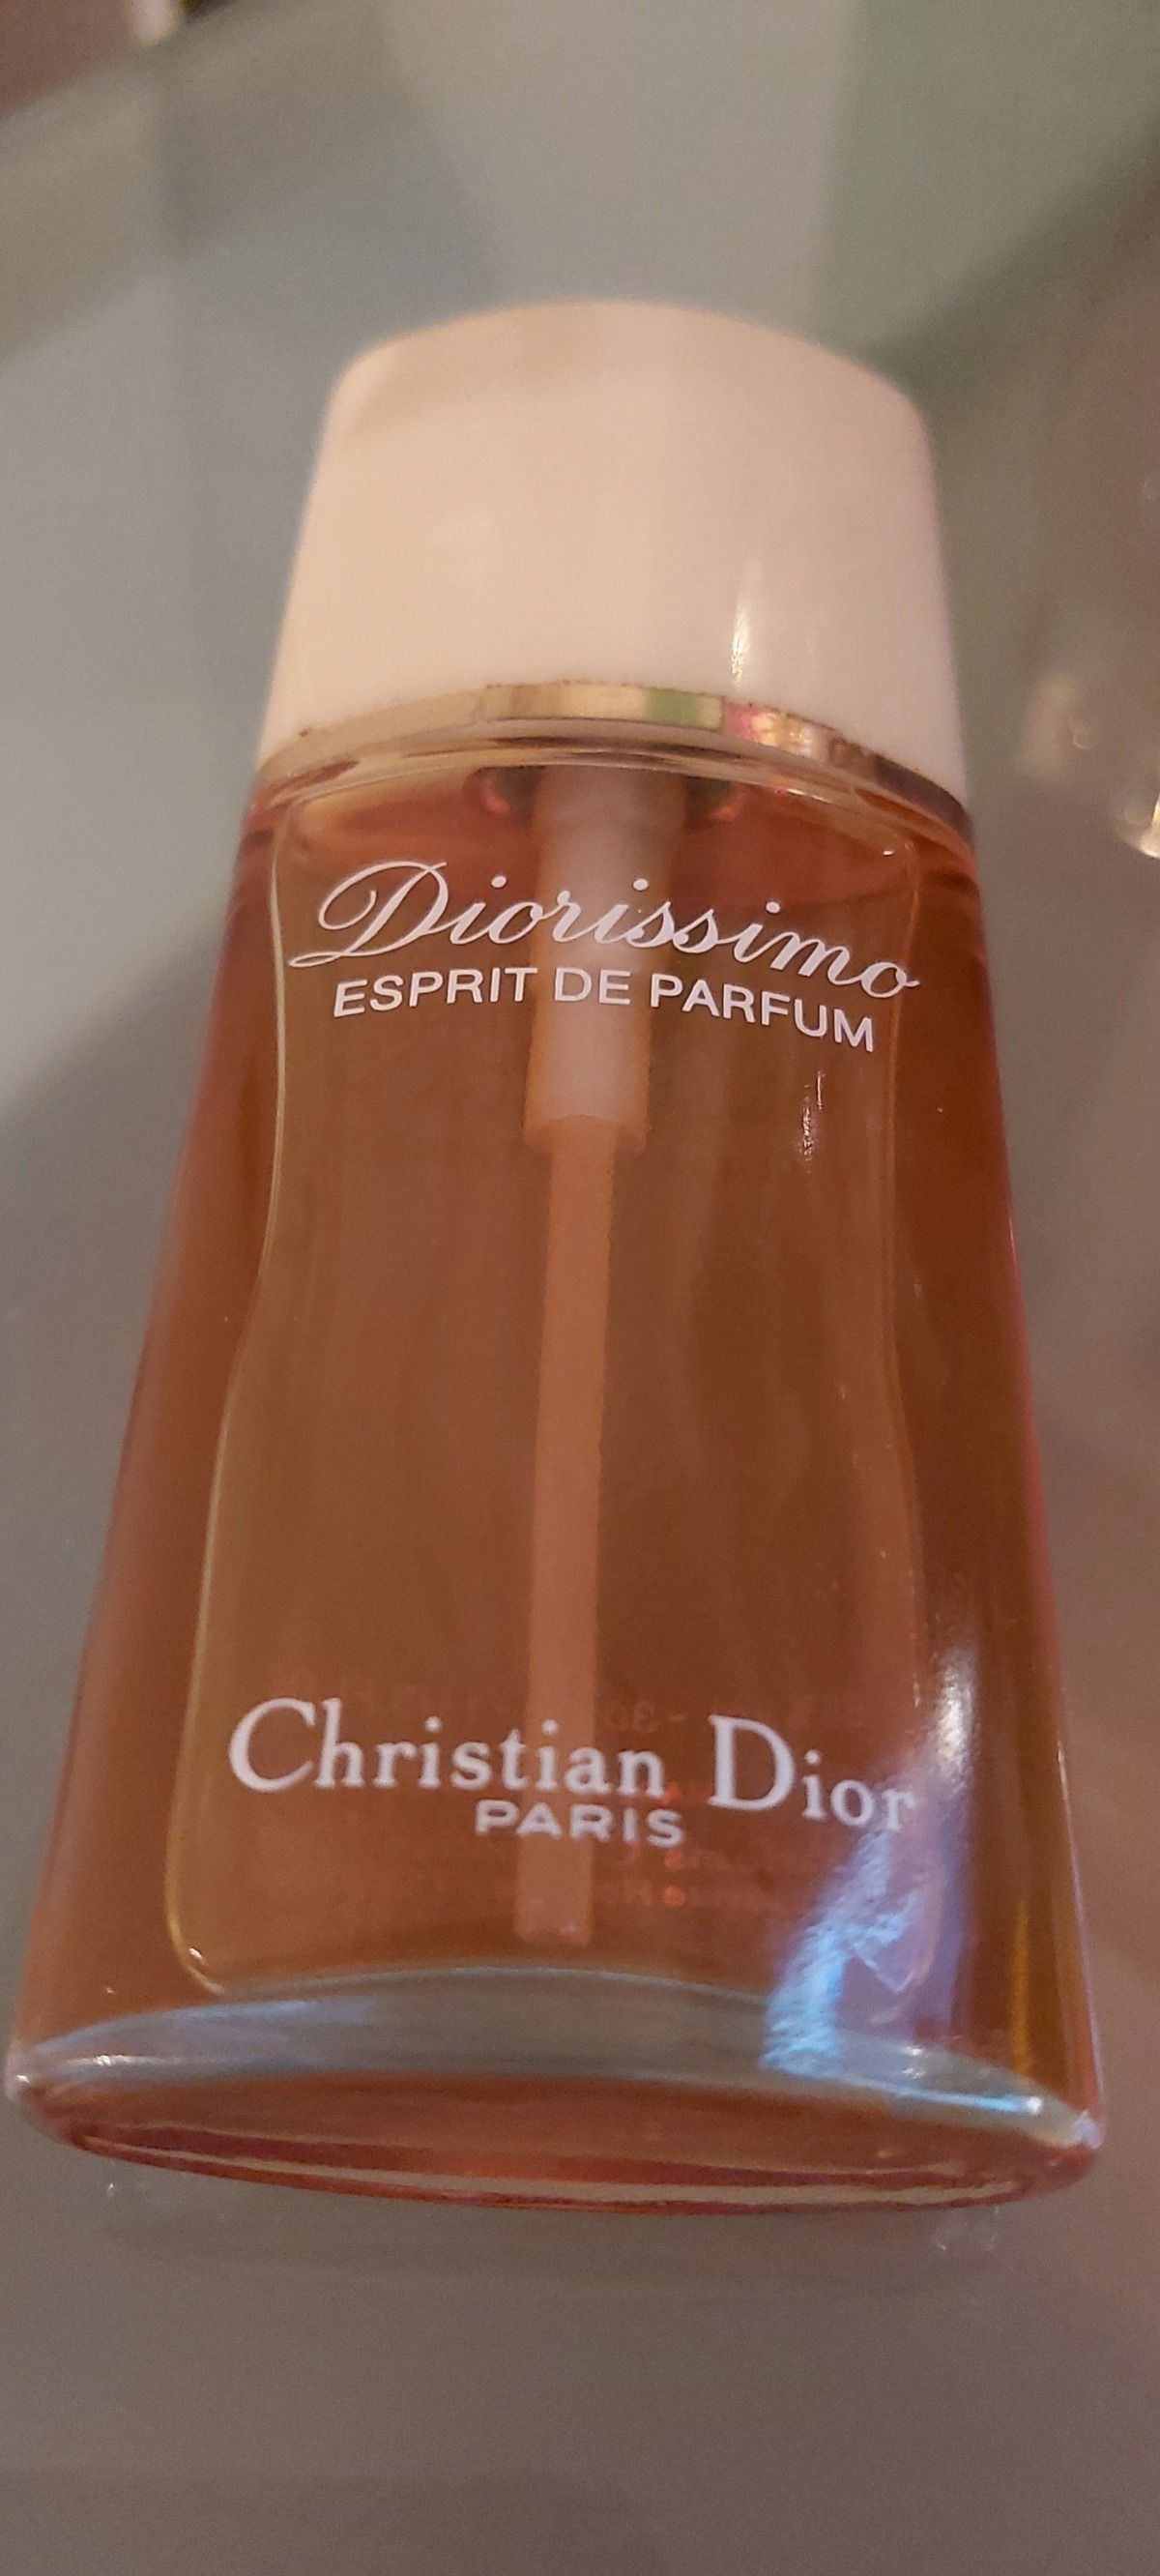 Diorissimo
ESPRIT DE PARFUM
Christian Dior
PARIS